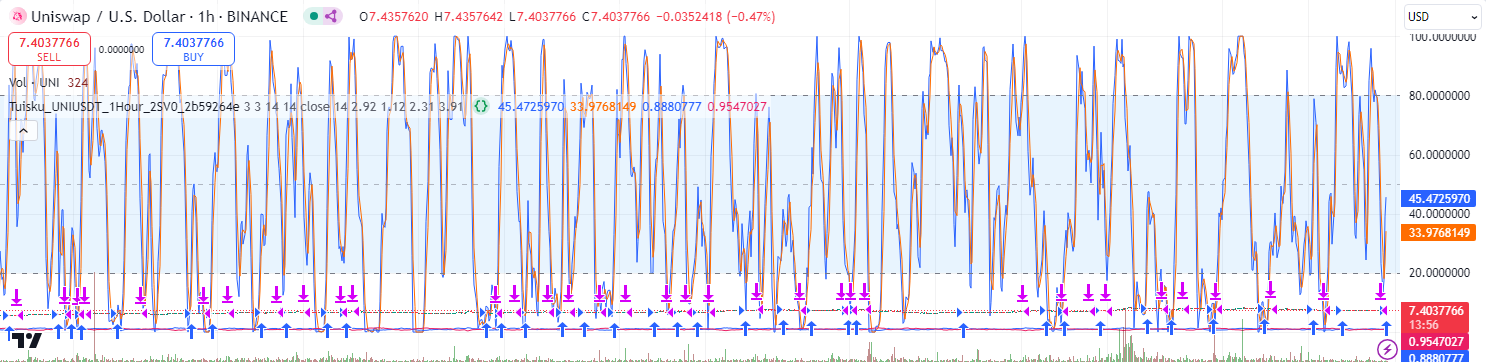 Uniswap / U.S. Dollar · 1h · BINANCE O7.4357620 H7.4357642 L7.4037766 C7.4037766 −0.0352418 (−0.47%)
USD
7.4037766
SELL
0.0000000
7.4037766
BUY
Vol · UNI 324
Tuisku_UNIUSDT_1Hour_2SV0_2b59264e 3 3 14 14 close 14 2.92 1.12 2.31 3.91 {} 45.4725970 33.9768149 0.8880777 0.9547027
100.0000000
80.0000000
60.0000000
45.4725970
40.0000000
33.9768149
20.0000000
7.4037766
13:56
0.9547027
0.8880777